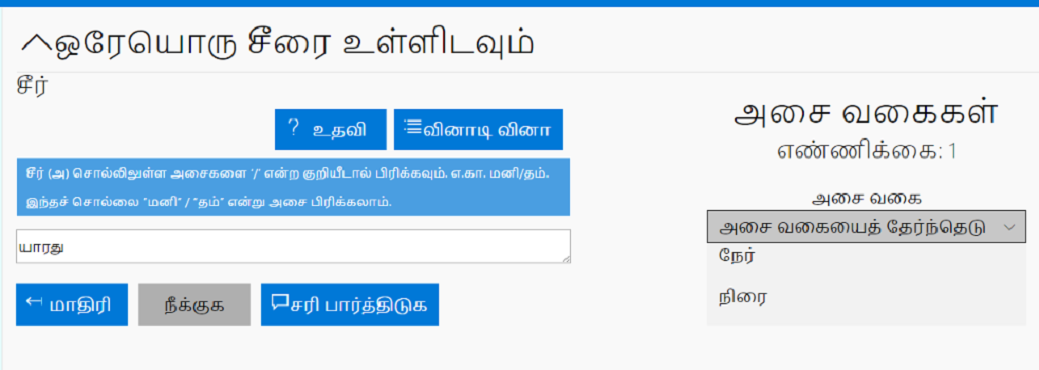 ஒரேயொரு சீரை உள்ளிடவும்
சீர்
? உதவி
வினாடி வினா
சீர் (அ) சொல்லிலுள்ள அசைகளை '/' என்ற குறியீடால் பிரிக்கவும். எ.கா. மனி/தம்.
இந்தச் சொல்லை "மனி" / "தம்" என்று அசை பிரிக்கலாம்.
யாரது
மாதிரி
நீக்குக
சரி பார்த்திடுக
அசை வகைகள்
எண்ணிக்கை: 1
அசை வகை
அசை வகையைத் தேர்ந்தெடு
நேர்
நிரை